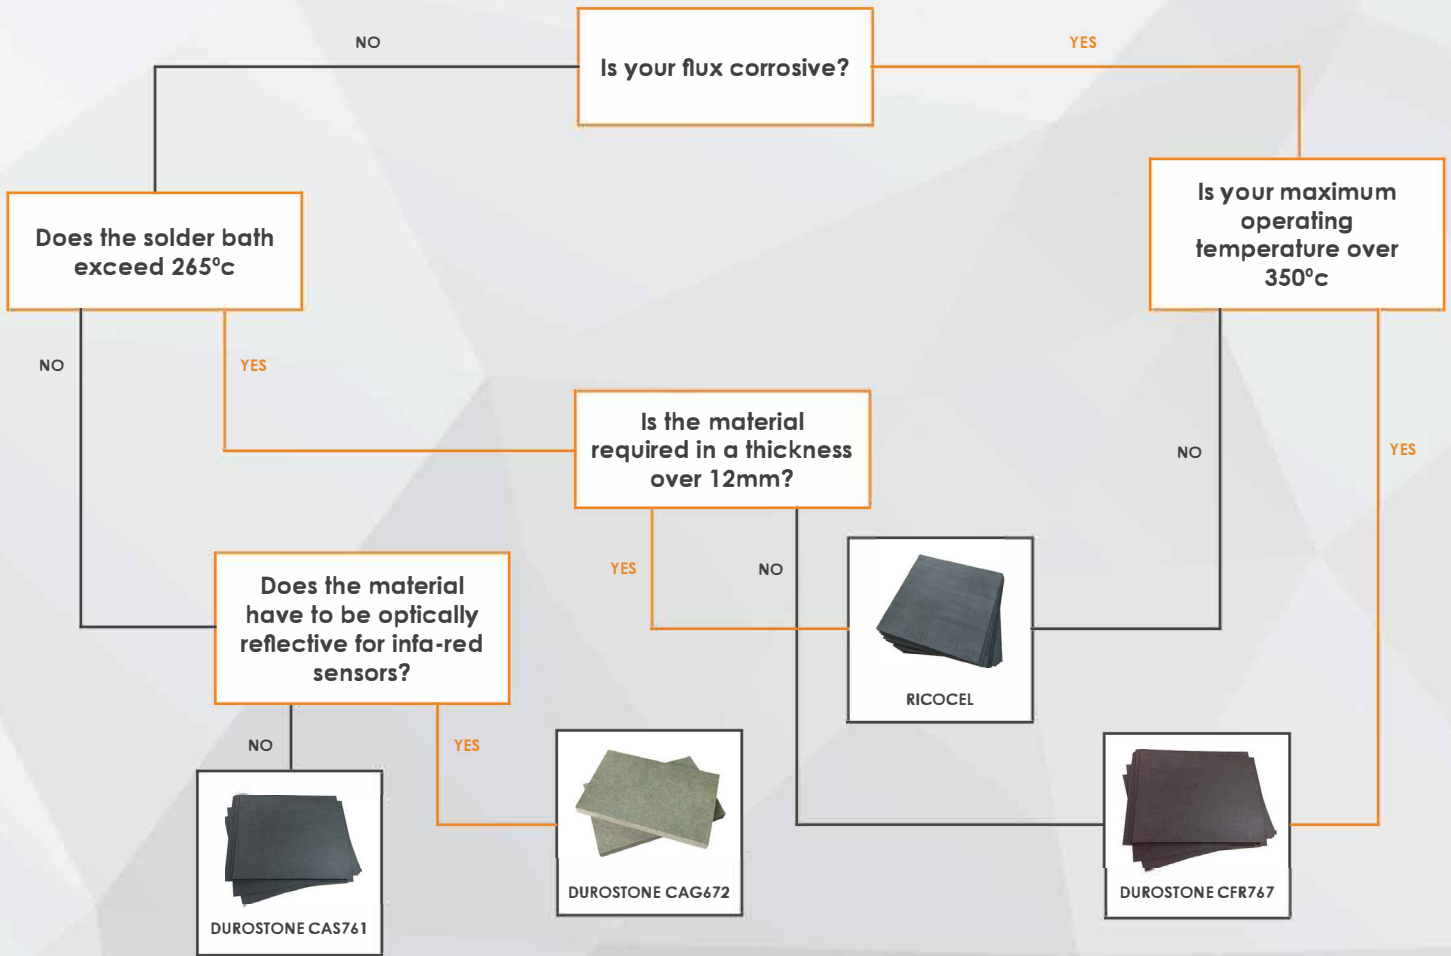 NO
Is your flux corrosive?
YES
Does the solder bath
exceed 265ºc
Is your maximum
operating
temperature over
350ºc
NO
YES
Is the material
required in a thickness
over 12mm?
NO
YES
YES
NO
Does the material
have to be optically
reflective for infa-red
sensors?
RICOCEL
NO
YES
DUROSTONE CAS761
DUROSTONE CAG672
DUROSTONE CFR767